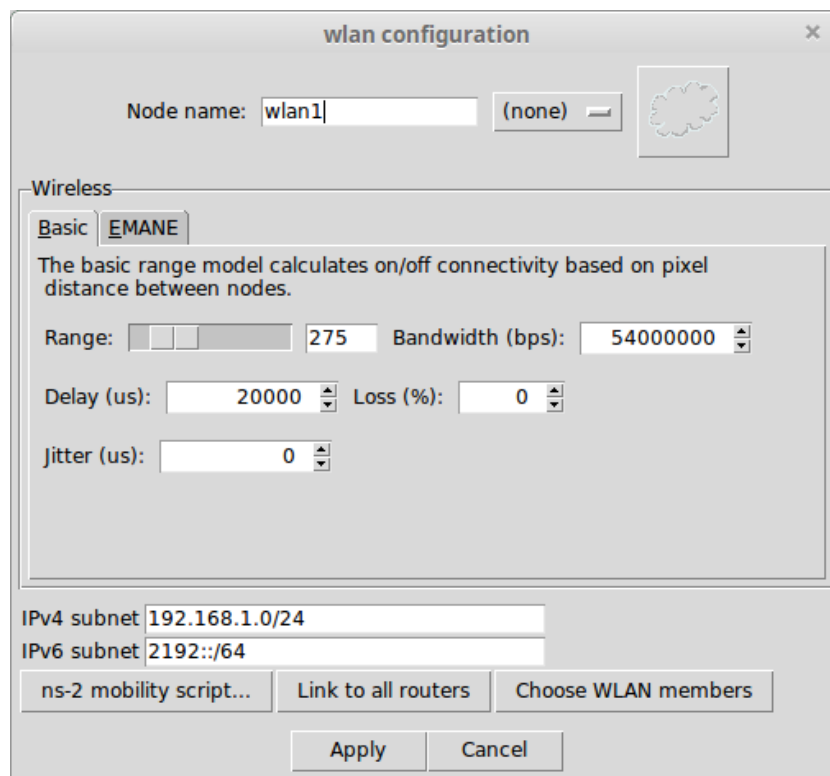 wlan configuration
Node name: wlan1 (none)
Wireless
Basic EMANE
The basic range model calculates on/off connectivity based on pixel
distance between nodes.
Range: 275 Bandwidth (bps): 54000000
Delay (us): 20000 Loss (%): 0
Jitter (us): 0
IPv4 subnet 192.168.1.0/24
IPv6 subnet 2192::/64
ns-2 mobility script... Link to all routers Choose WLAN members
Apply Cancel